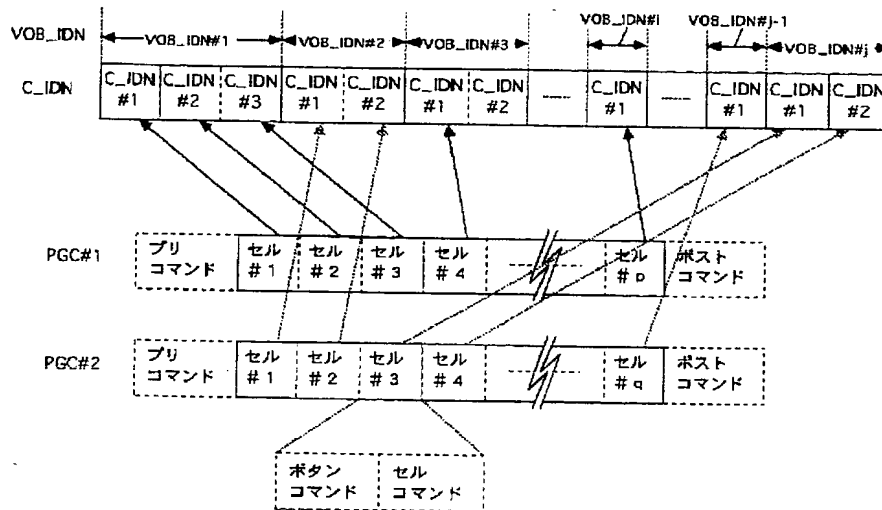 VOB_IDN
VOB_IDN#1
VOB_IDN#2
VOB_IDN#3
VOB_IDN#i
VOB_IDN#j-1
VOB_IDN#j
C_IDN
C_IDN #1
C_IDN #2
C_IDN #3
C_IDN #1
C_IDN #2
C_IDN #1
C_IDN #2
C_IDN #1
C_IDN #1
C_IDN #1
C_IDN #2
PGC#1
プリ
コマンド
セル
#1
セル
#2
セル
#3
セル
#4
セル
#p
ポスト
コマンド
PGC#2
プリ
コマンド
セル
#1
セル
#2
セル
#3
セル
#4
セル
#q
ポスト
コマンド
ボタン
コマンド
セル
コマンド